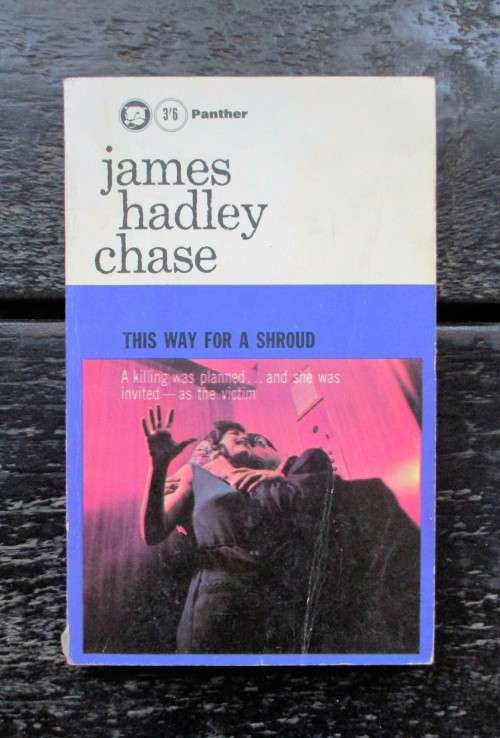 3/6 Panther
james
hadley
chase
THIS WAY FOR A SHROUD
A killing was planned... and she was
invited—as the victim